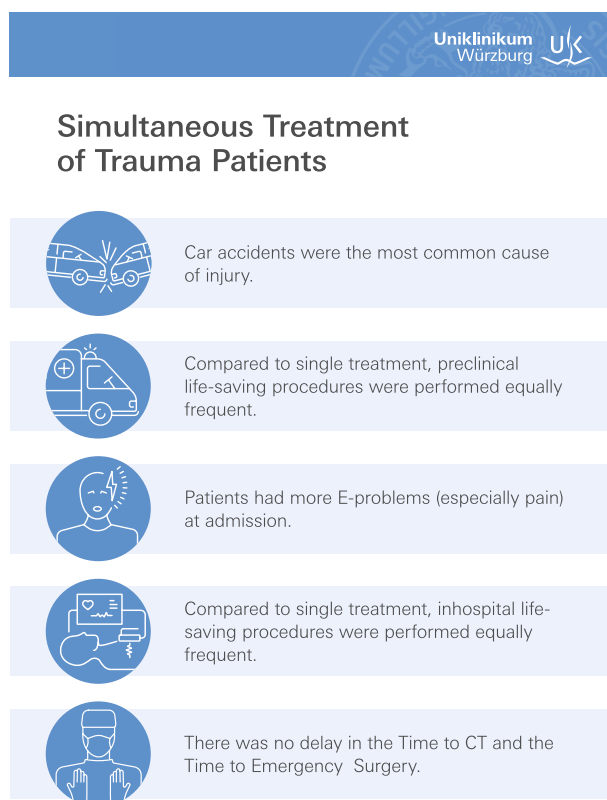 Uniklinikum
Würzburg
UK
Simultaneous Treatment
of Trauma Patients
Car accidents were the most common cause
of injury.
Compared to single treatment, preclinical
life-saving procedures were performed equally
frequent.
Patients had more E-problems (especially pain)
at admission.
Compared to single treatment, inhospital life-
saving procedures were performed equally
frequent.
There was no delay in the Time to CT and the
Time to Emergency Surgery.